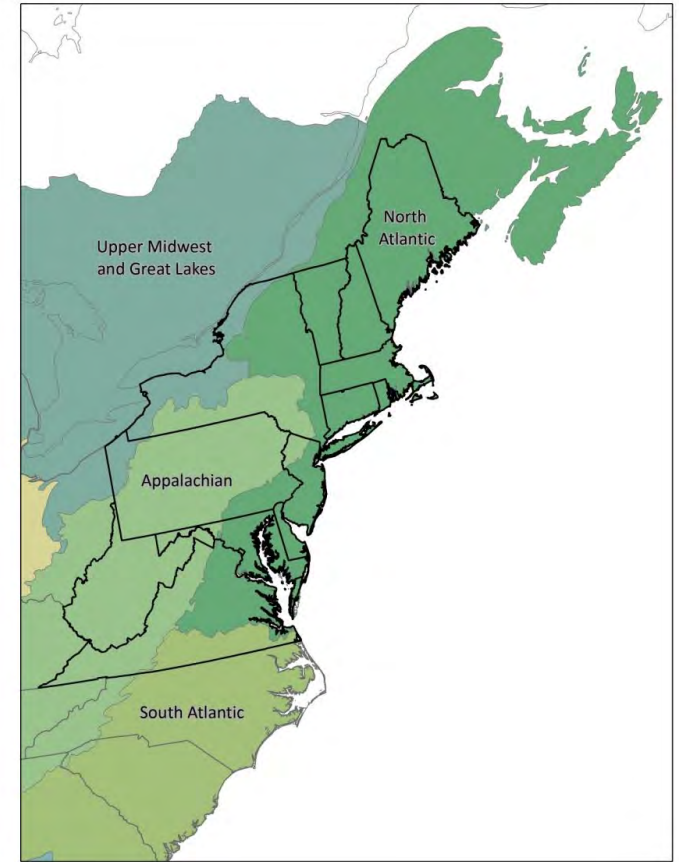 North
Atlantic
Upper Midwest
and Great Lakes
Appalachian
South Atlantic